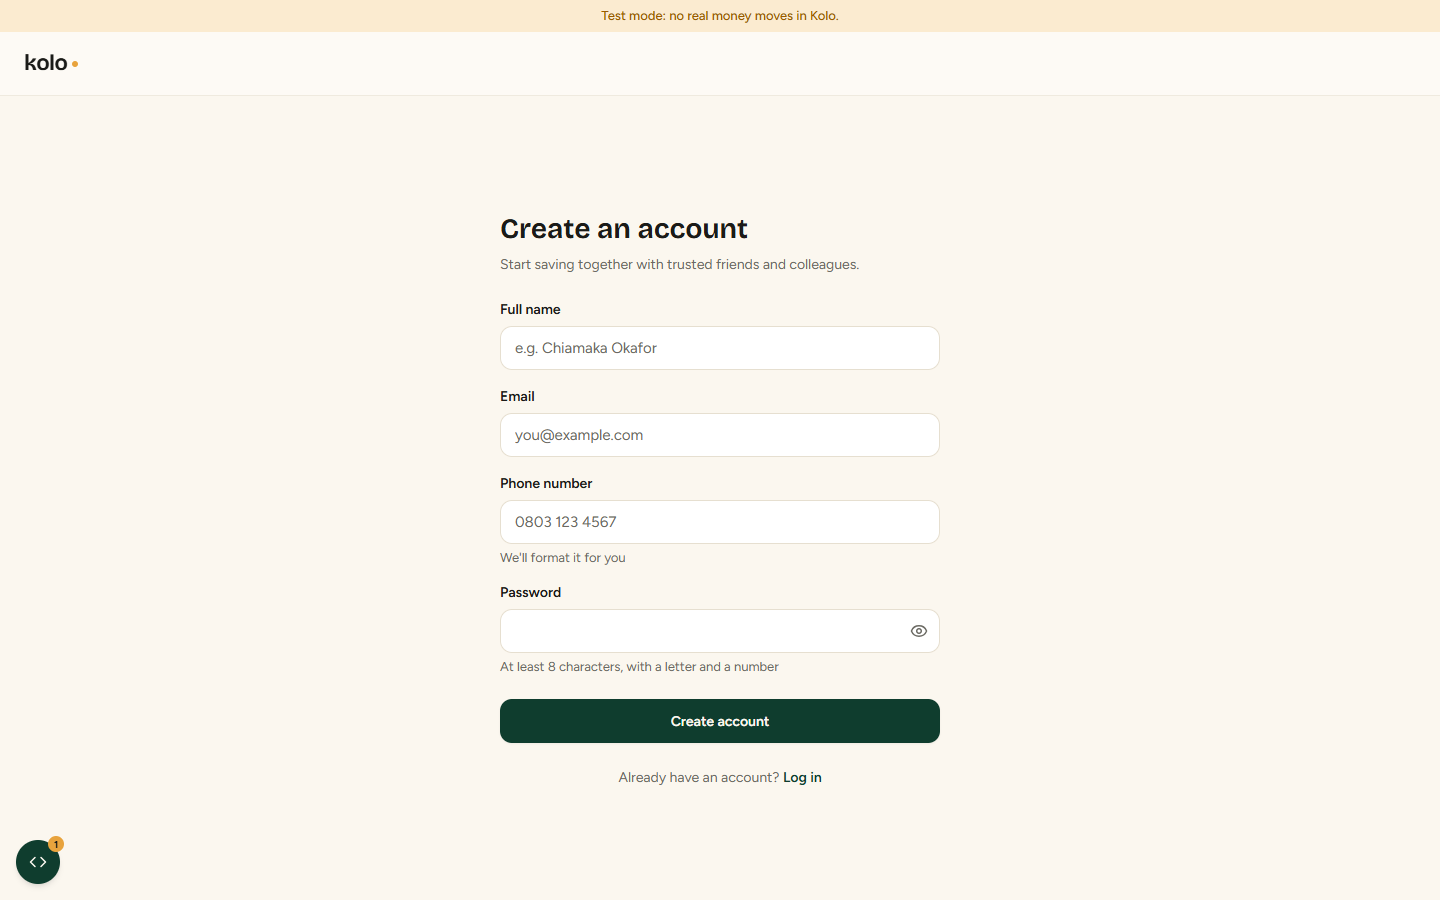 Test mode: no real money moves in Kolo.
kolo
Create an account
Start saving together with trusted friends and colleagues.
Full name
e.g. Chiamaka Okafor
Email
you@example.com
Phone number
0803 123 4567
We'll format it for you
Password
At least 8 characters, with a letter and a number
Create account
Already have an account? Log in
1